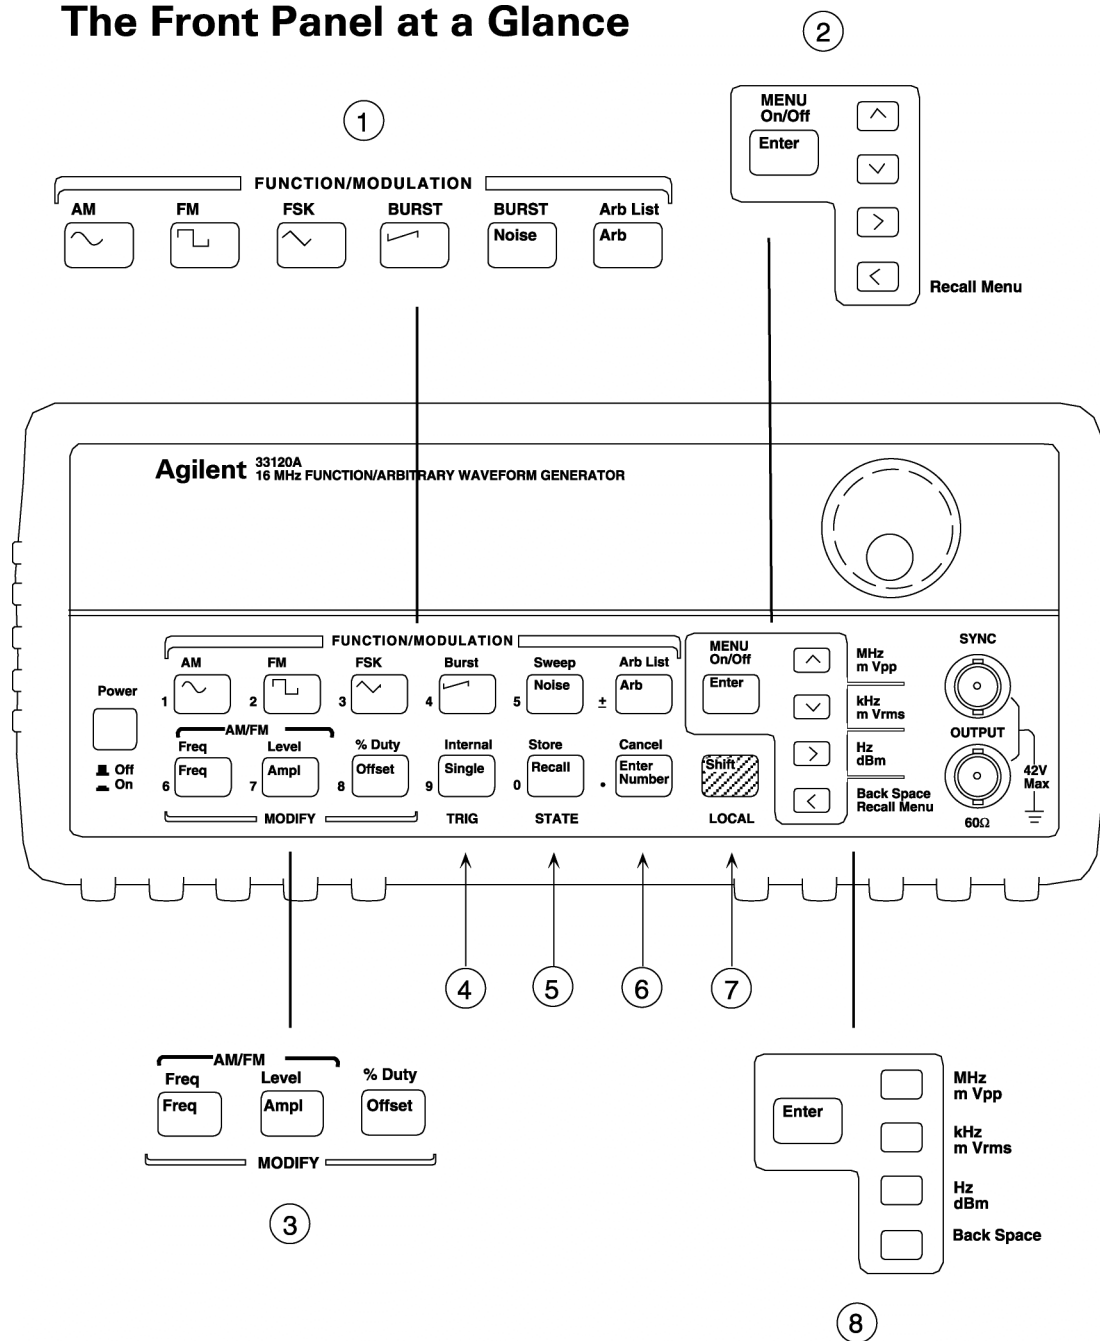 The Front Panel at a Glance
1
2
FUNCTION/MODULATION
AM FM FSK BURST BURST Arb List
Noise Arb
MENU
On/Off
Enter
Recall Menu
Agilent 33120A
16 MHz FUNCTION/ARBITRARY WAVEFORM GENERATOR
FUNCTION/MODULATION
AM FM FSK Burst Sweep Arb List
1 2 3 4 5 Noise ± Arb
Power
Off
On
AM/FM
Freq Level % Duty Internal Store Cancel
6 Freq 7 Ampl 8 Offset 9 Single 0 Recall . Enter
Number
MODIFY TRIG STATE
MENU
On/Off
Enter
Shift
LOCAL
MHz
m Vpp
kHz
m Vrms
Hz
dBm
Back Space
Recall Menu
SYNC
OUTPUT
42V
Max
60Ω
4 5 6 7
AM/FM
Freq Level % Duty
Freq Ampl Offset
MODIFY
3
Enter
MHz
m Vpp
kHz
m Vrms
Hz
dBm
Back Space
8